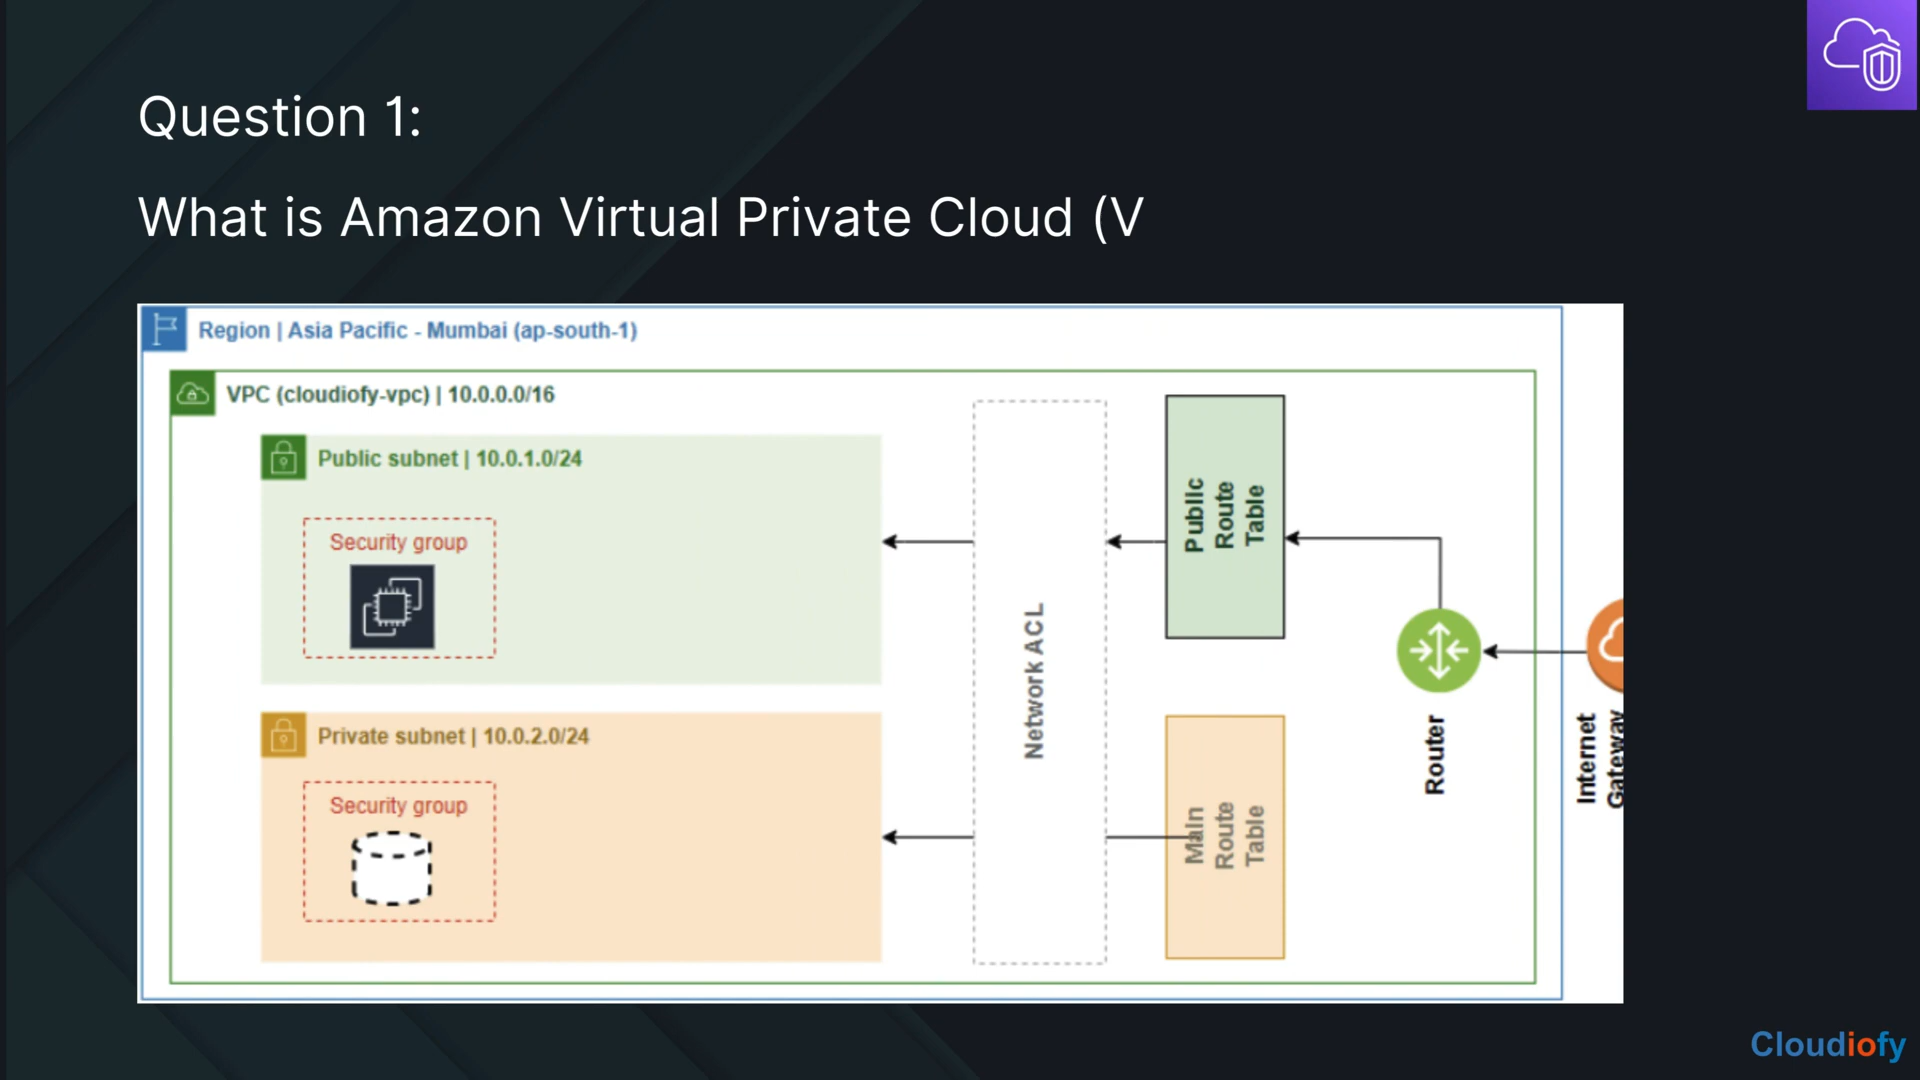 Question 1:
What is Amazon Virtual Private Cloud (V
Region | Asia Pacific - Mumbai (ap-south-1)
VPC (cloudiofy-vpc) | 10.0.0.0/16
Public subnet | 10.0.1.0/24
Security group
Private subnet | 10.0.2.0/24
Security group
Network ACL
Public
Route
Table
Main
Route
Table
Router
Internet
Gateway
Cloudiofy